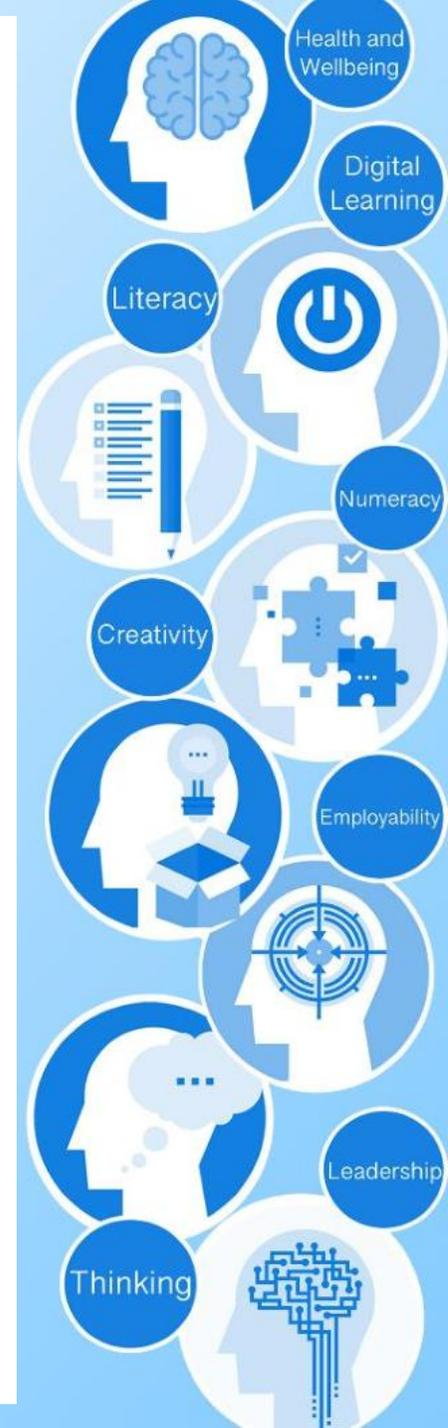 Health and
Wellbeing
Digital
Learning
Literacy
Numeracy
Creativity
Employability
Leadership
Thinking